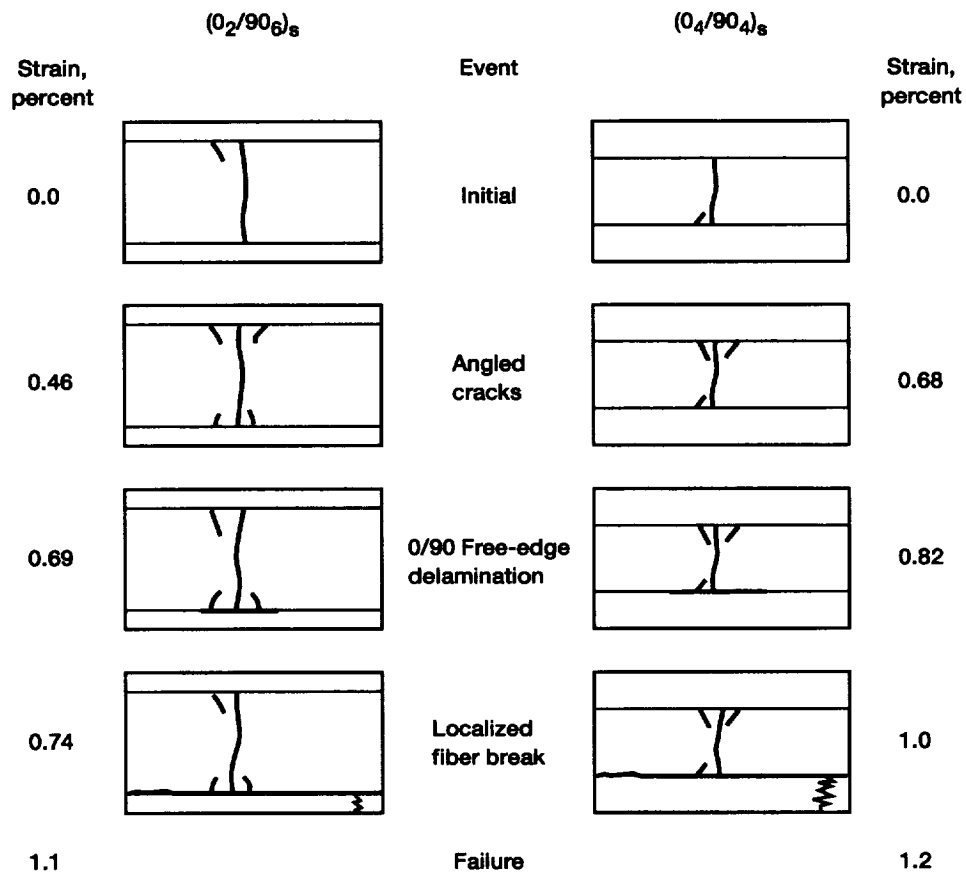 (0₂/90₆)ₛ
(0₄/90₄)ₛ
Strain,
percent
Event
Strain,
percent
0.0
Initial
0.0
0.46
Angled
cracks
0.68
0.69
0/90 Free-edge
delamination
0.82
0.74
Localized
fiber break
1.0
1.1
Failure
1.2